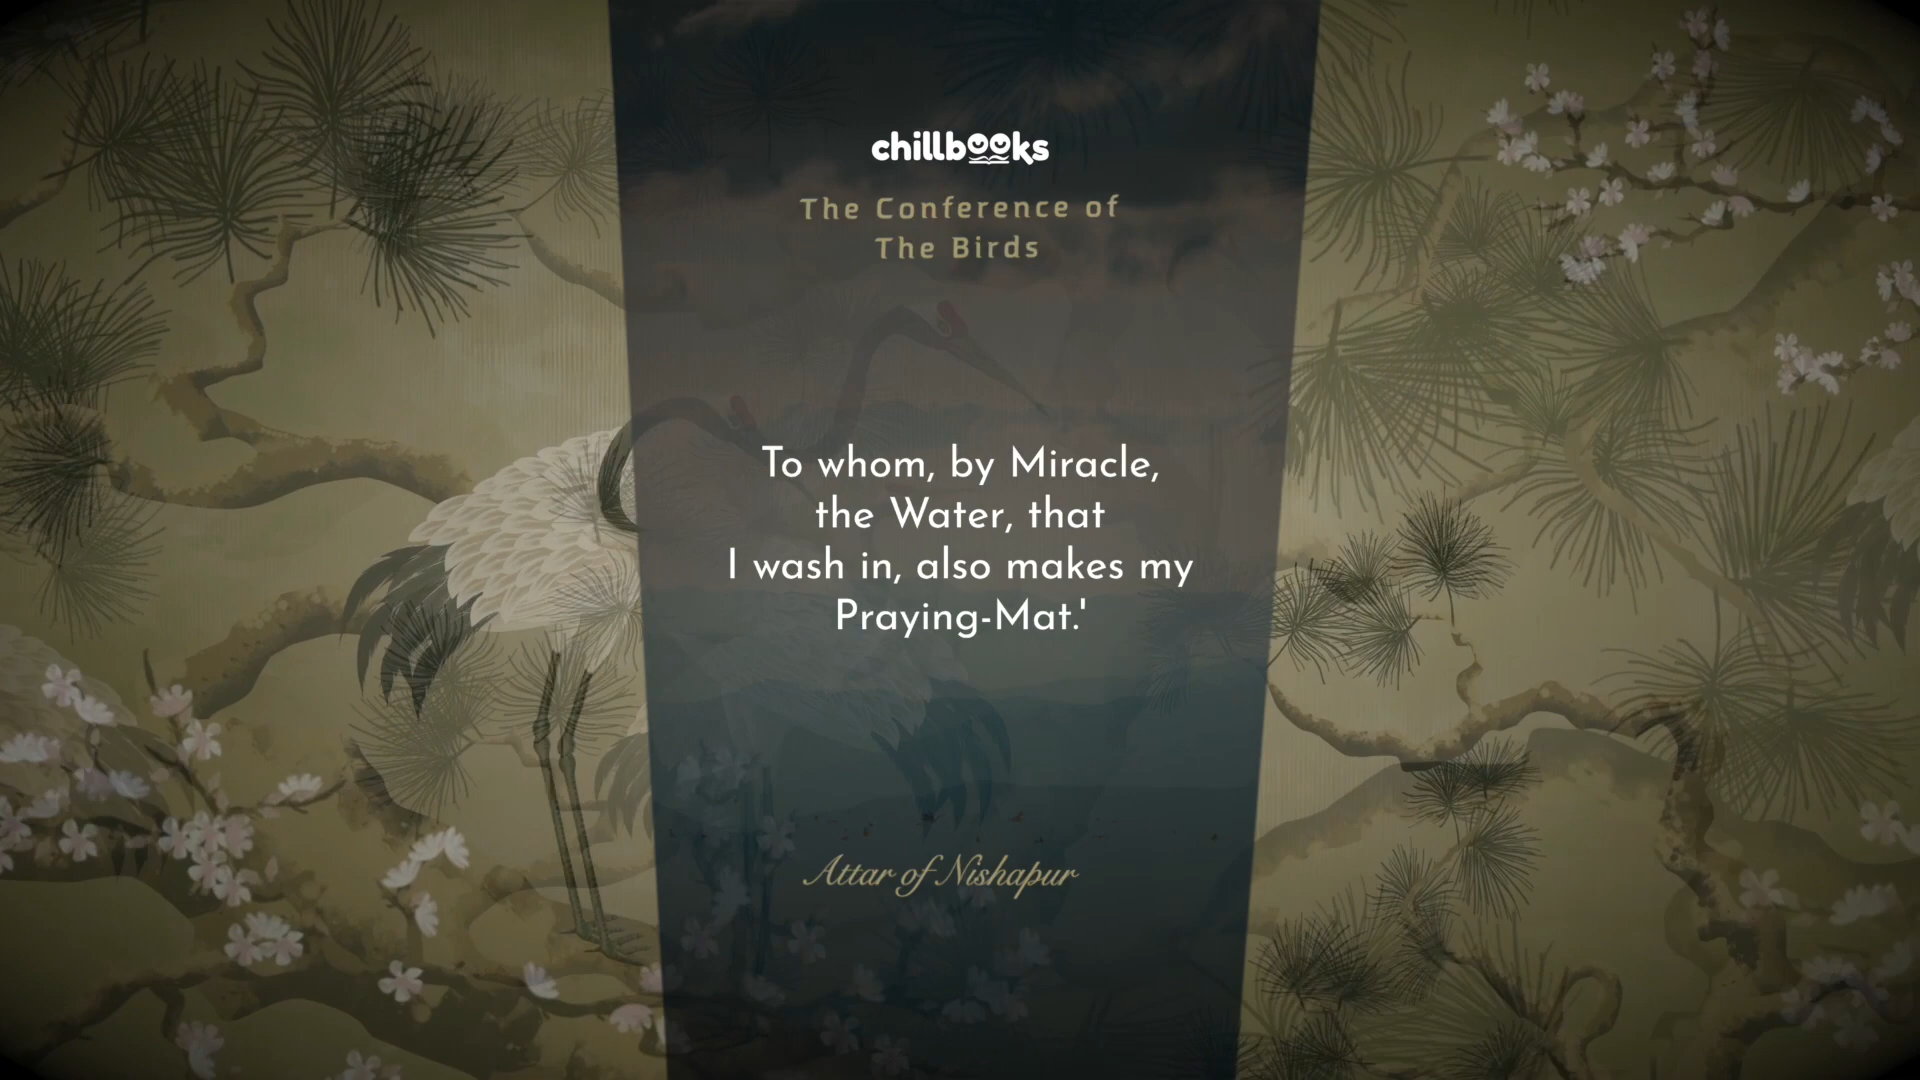 chillbooks
The Conference of
The Birds
To whom, by Miracle,
the Water, that
I wash in, also makes my
Praying-Mat.'
Attar of Nishapur